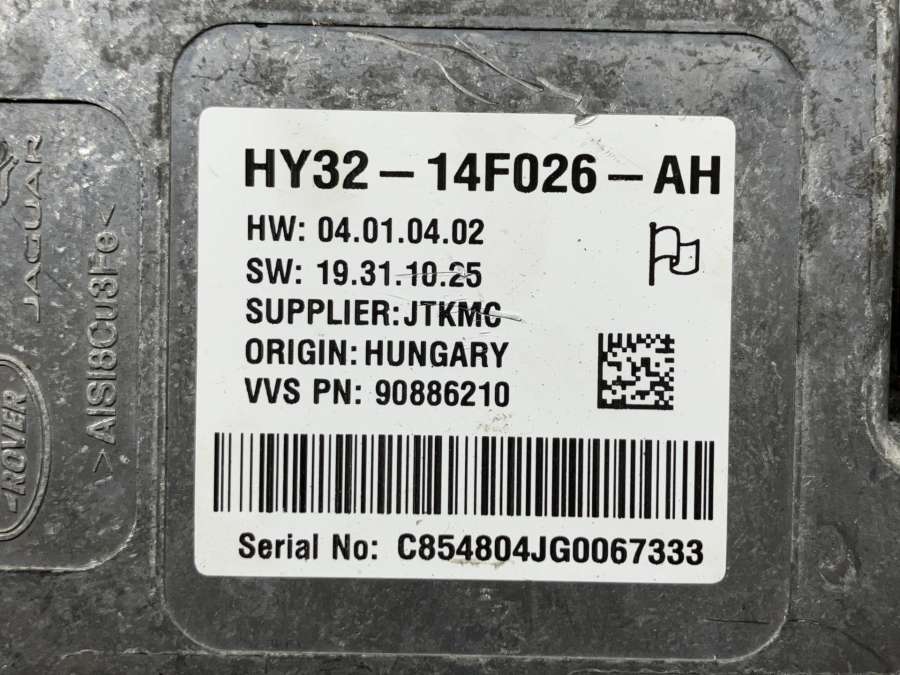 HY32-14F026-AH
HW: 04.01.04.02
SW: 19.31.10.25
SUPPLIER:JTKMC
ORIGIN: HUNGARY
VVS PN: 90886210
Serial No: C854804JG0067333
JAGUAR
-ROVER
>AlSi8Cu3Fe<